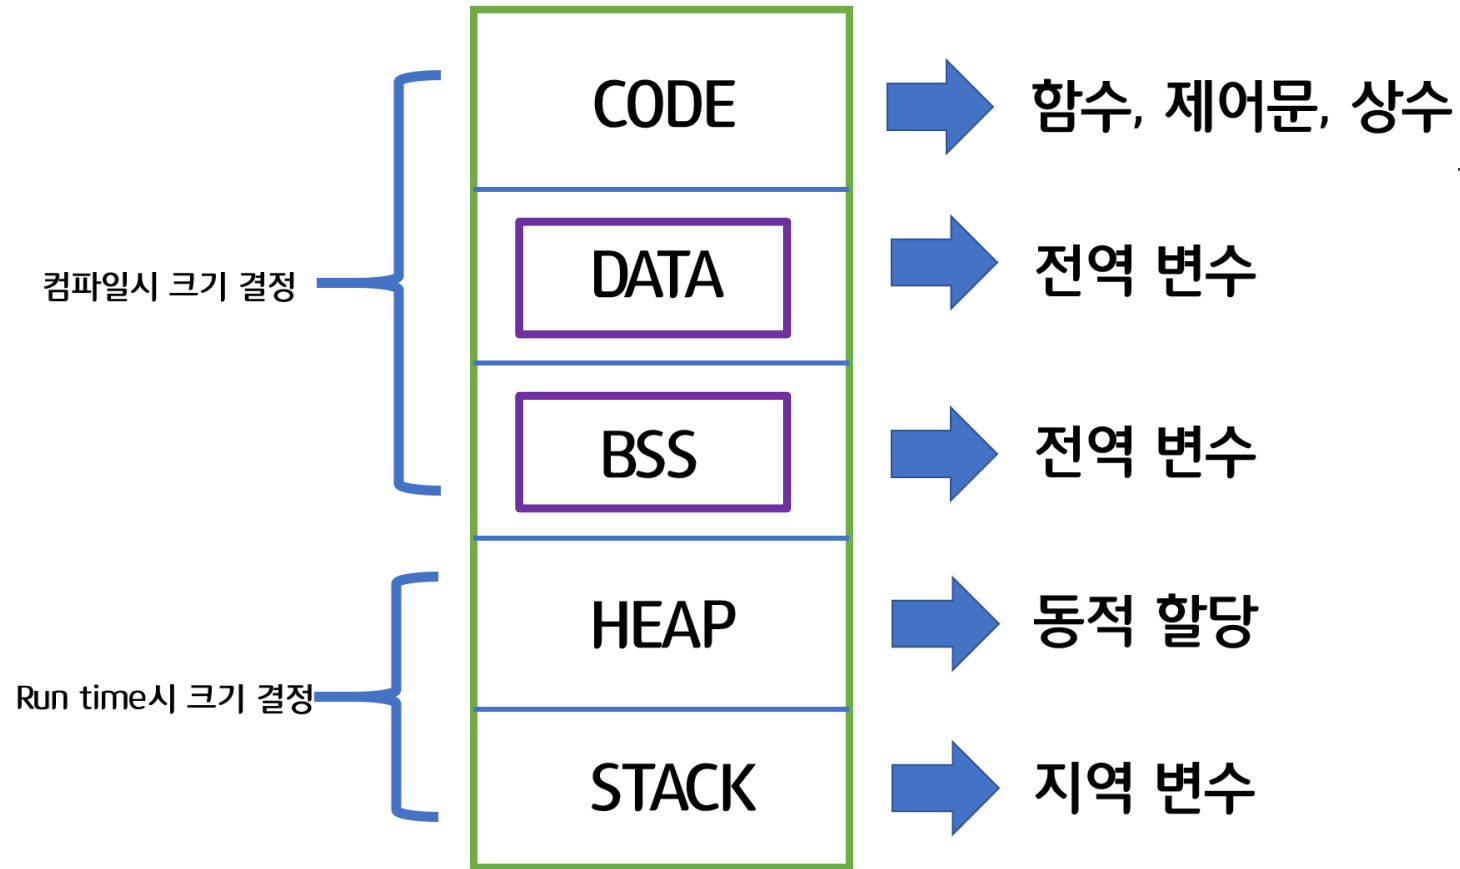 CODE
함수, 제어문, 상수
DATA
전역 변수
컴파일시 크기 결정
BSS
전역 변수
HEAP
동적 할당
Run time시 크기 결정
STACK
지역 변수